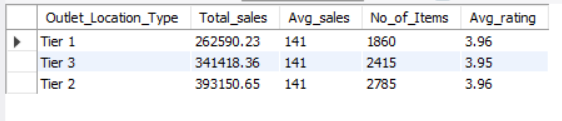 Outlet_Location_Type Total_sales Avg_sales No_of_Items Avg_rating
Tier 1 262590.23 141 1860 3.96
Tier 3 341418.36 141 2415 3.95
Tier 2 393150.65 141 2785 3.96